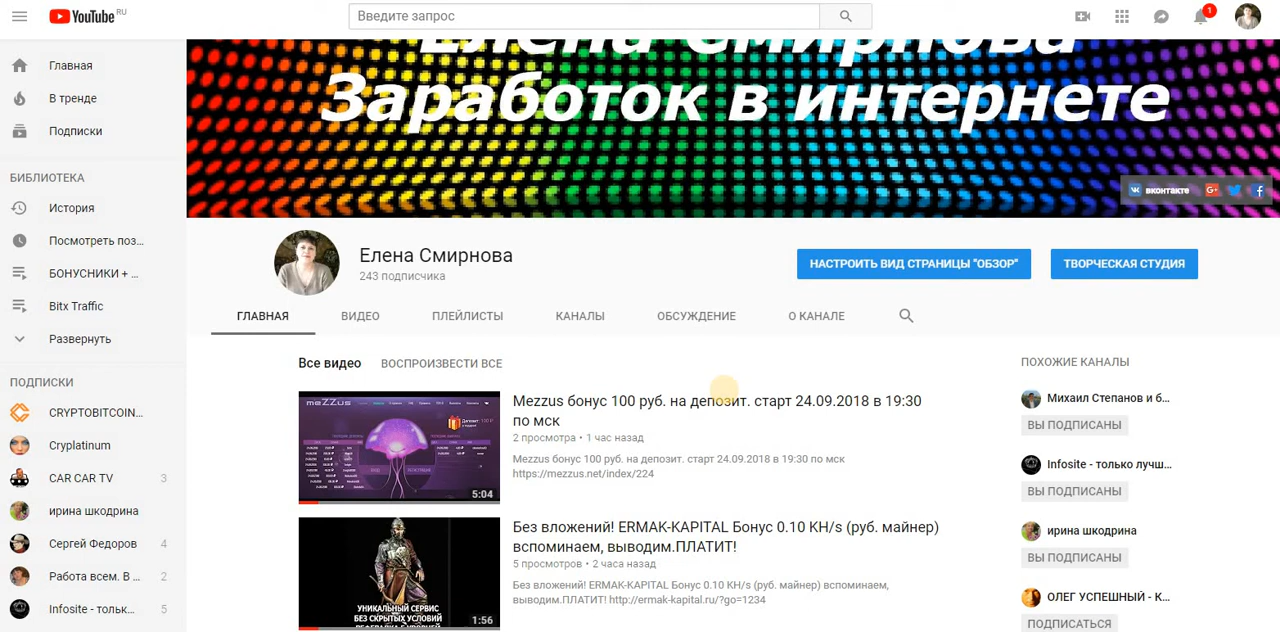 YouTube RU
Введите запрос
1
Главная
В тренде
Подписки
БИБЛИОТЕКА
История
Посмотреть поз...
БОНУСНИКИ + ...
Bitx Traffic
Развернуть
ПОДПИСКИ
CRYPTOBITCOIN...
Cryplatinum
CAR CAR TV 3
ирина шкодрина
Сергей Федоров 4
Работа всем. В ... 2
Infosite - тольк... 5
Елена Смирнова
Заработок в интернете
вконтакте
Елена Смирнова
243 подписчика
НАСТРОИТЬ ВИД СТРАНИЦЫ "ОБЗОР"
ТВОРЧЕСКАЯ СТУДИЯ
ГЛАВНАЯ ВИДЕО ПЛЕЙЛИСТЫ КАНАЛЫ ОБСУЖДЕНИЕ О КАНАЛЕ
Все видео ВОСПРОИЗВЕСТИ ВСЕ
mezzus
5:04
Mezzus бонус 100 руб. на депозит. старт 24.09.2018 в 19:30
по мск
2 просмотра • 1 час назад
Mezzus бонус 100 руб. на депозит. старт 24.09.2018 в 19:30 по мск
https://mezzus.net/index/224
УНИКАЛЬНЫЙ СЕРВИС
БЕЗ СКРЫТЫХ УСЛОВИЙ
1:56
Без вложений! ERMAK-KAPITAL Бонус 0.10 KH/s (руб. майнер)
вспоминаем, выводим.ПЛАТИТ!
5 просмотров • 2 часа назад
Без вложений! ERMAK-KAPITAL Бонус 0.10 KH/s (руб. майнер) вспоминаем,
выводим.ПЛАТИТ! http://ermak-kapital.ru/?go=1234
ПОХОЖИЕ КАНАЛЫ
Михаил Степанов и б...
ВЫ ПОДПИСАНЫ
Infosite - только лучш...
ВЫ ПОДПИСАНЫ
ирина шкодрина
ВЫ ПОДПИСАНЫ
ОЛЕГ УСПЕШНЫЙ - К...
ПОДПИСАТЬСЯ